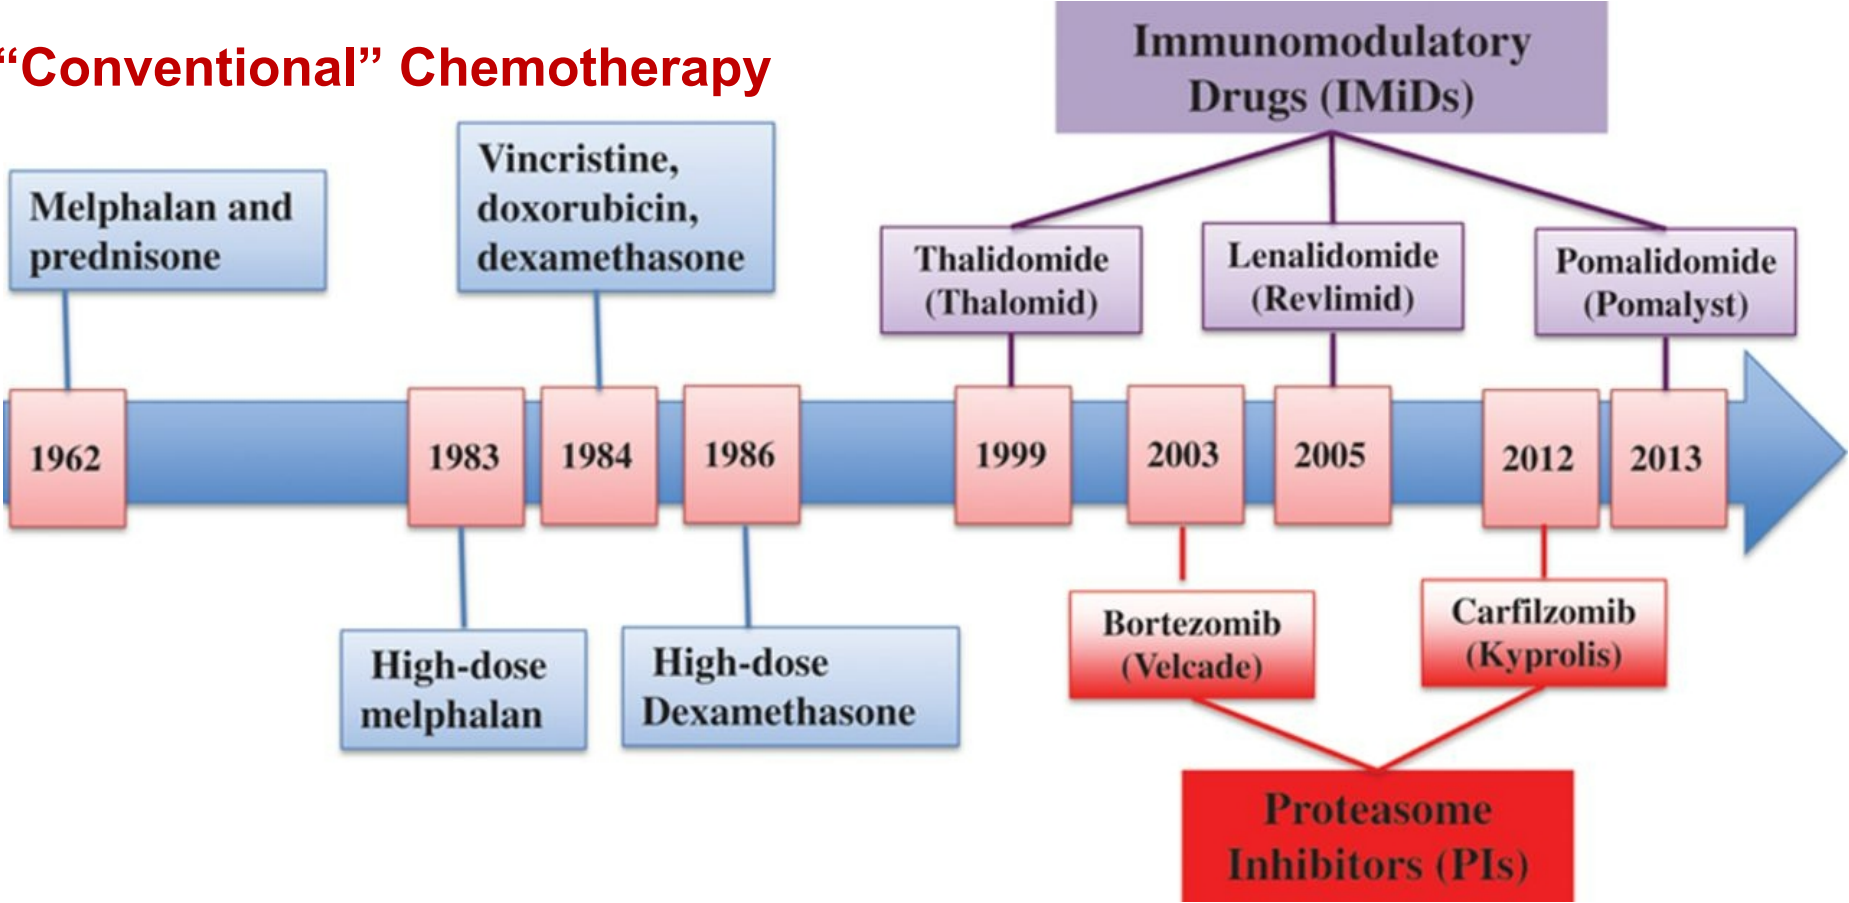 “Conventional” Chemotherapy
Immunomodulatory
Drugs (IMiDs)
Melphalan and
prednisone
Vincristine,
doxorubicin,
dexamethasone
Thalidomide
(Thalomid)
Lenalidomide
(Revlimid)
Pomalidomide
(Pomalyst)
1962
1983
1984
1986
1999
2003
2005
2012
2013
High-dose
melphalan
High-dose
Dexamethasone
Bortezomib
(Velcade)
Carfilzomib
(Kyprolis)
Proteasome
Inhibitors (PIs)